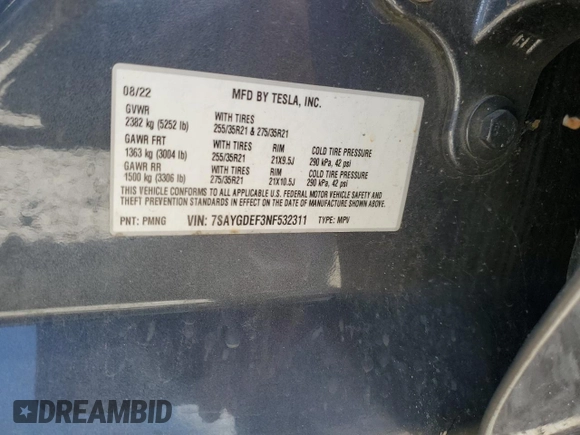 08/22 MFD BY TESLA, INC.
GVWR
2382 kg (5252 lb) WITH TIRES 255/35R21 & 275/35R21
GAWR FRT WITH TIRES RIM COLD TIRE PRESSURE
1363 kg (3004 lb) 255/35R21 21X9.5J 290 kPa, 42 psi
GAWR RR WITH TIRES RIM COLD TIRE PRESSURE
1500 kg (3306 lb) 275/35R21 21X10.5J 290 kPa, 42 psi
THIS VEHICLE CONFORMS TO ALL APPLICABLE U.S. FEDERAL MOTOR VEHICLE SAFETY AND
THEFT PREVENTION STANDARDS IN EFFECT ON THE DATE OF MANUFACTURE SHOWN ABOVE.
PNT: PMNG VIN: 7SAYGDEF3NF532311 TYPE: MPV
DREAMBID